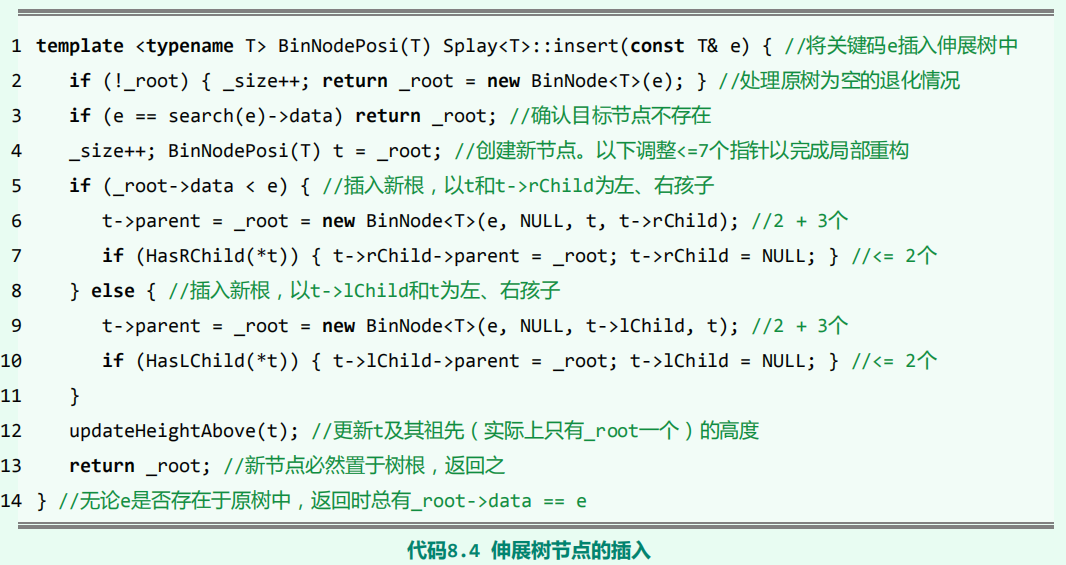 1 template <typename T> BinNodePosi(T) Splay<T>::insert(const T& e) { //将关键码e插入伸展树中
2 if (!_root) { _size++; return _root = new BinNode<T>(e); } //处理原树为空的退化情况
3 if (e == search(e)->data) return _root; //确认目标节点不存在
4 _size++; BinNodePosi(T) t = _root; //创建新节点。以下调整<=7个指针以完成局部重构
5 if (_root->data < e) { //插入新根，以t和t->rChild为左、右孩子
6 t->parent = _root = new BinNode<T>(e, NULL, t, t->rChild); //2 + 3个
7 if (HasRChild(*t)) { t->rChild->parent = _root; t->rChild = NULL; } //<= 2个
8 } else { //插入新根，以t->lChild和t为左、右孩子
9 t->parent = _root = new BinNode<T>(e, NULL, t->lChild, t); //2 + 3个
10 if (HasLChild(*t)) { t->lChild->parent = _root; t->lChild = NULL; } //<= 2个
11 }
12 updateHeightAbove(t); //更新t及其祖先（实际上只有_root一个）的高度
13 return _root; //新节点必然置于树根，返回之
14 } //无论e是否存在于原树中，返回时总有_root->data == e
代码8.4 伸展树节点的插入